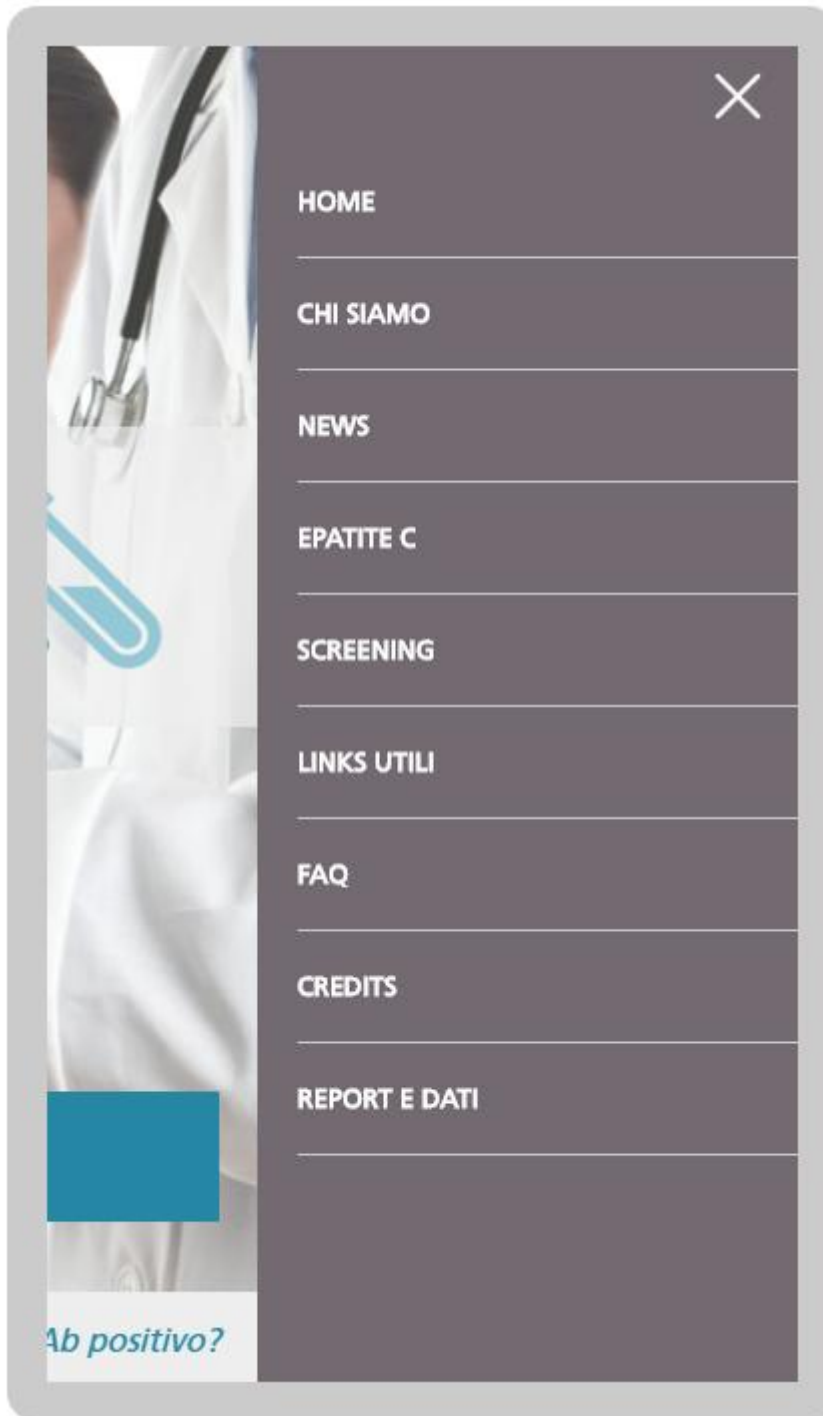 HOME
CHI SIAMO
NEWS
EPATITE C
SCREENING
LINKS UTILI
FAQ
CREDITS
REPORT E DATI
Ab positivo?